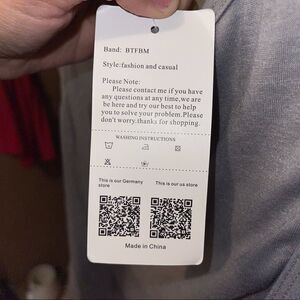 Band: BTFBM
Style:fashion and casual
Please Note:
Please contact me if you have
any questions at any time,we are
be here and try our best to help
you to solve your problem.Please
don't worry.thanks for shopping.
WASHING INSTRUCTIONS
This is our Germany
store
This is our us store
Made in China